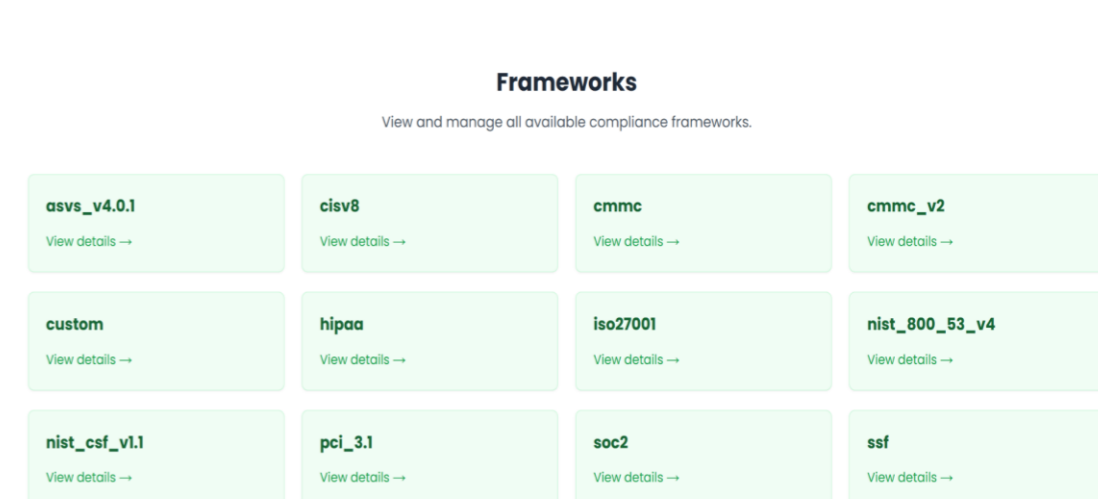 Frameworks
View and manage all available compliance frameworks.
asvs_v4.0.1
View details →
cisv8
View details →
cmmc
View details →
cmmc_v2
View details →
custom
View details →
hipaa
View details →
iso27001
View details →
nist_800_53_v4
View details →
nist_csf_v1.1
View details →
pci_3.1
View details →
soc2
View details →
ssf
View details →